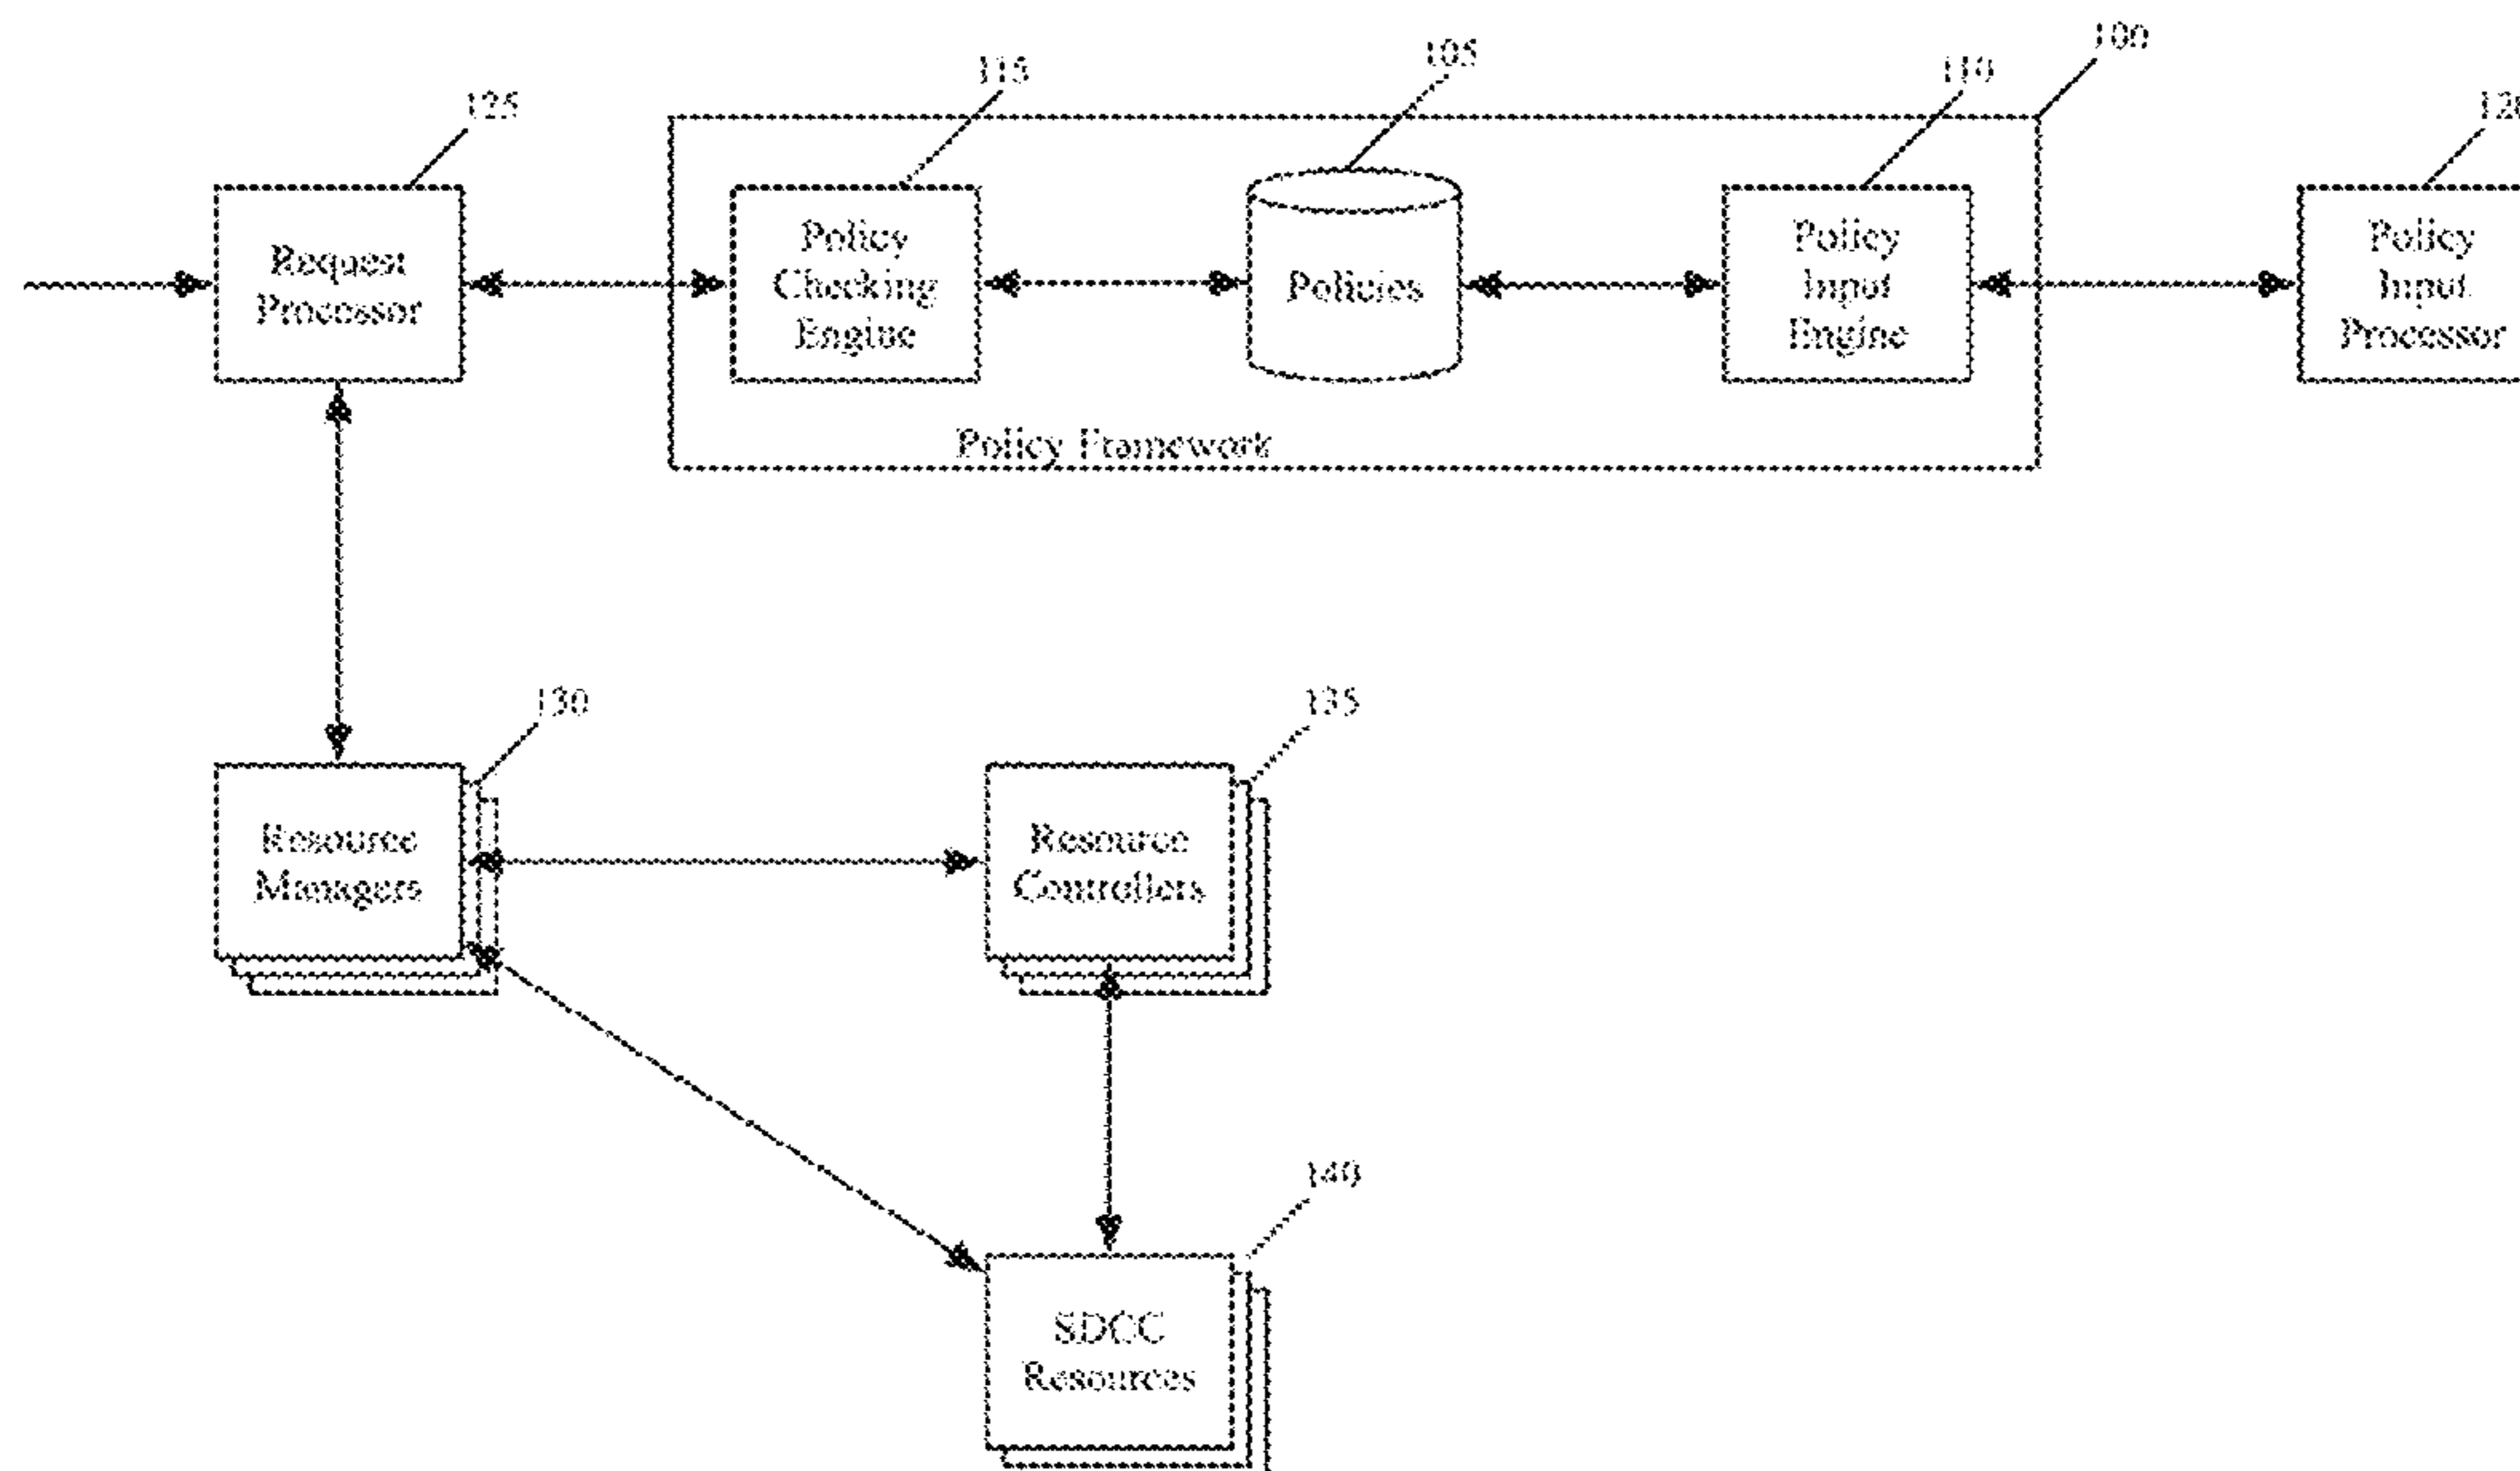 100
105
115
110
125
120
Request
Processor
Policy
Checking
Engine
Policies
Policy
Input
Engine
Policy
Input
Processor
Policy Framework
130
135
Resource
Managers
Resource
Controllers
140
SDCC
Resources